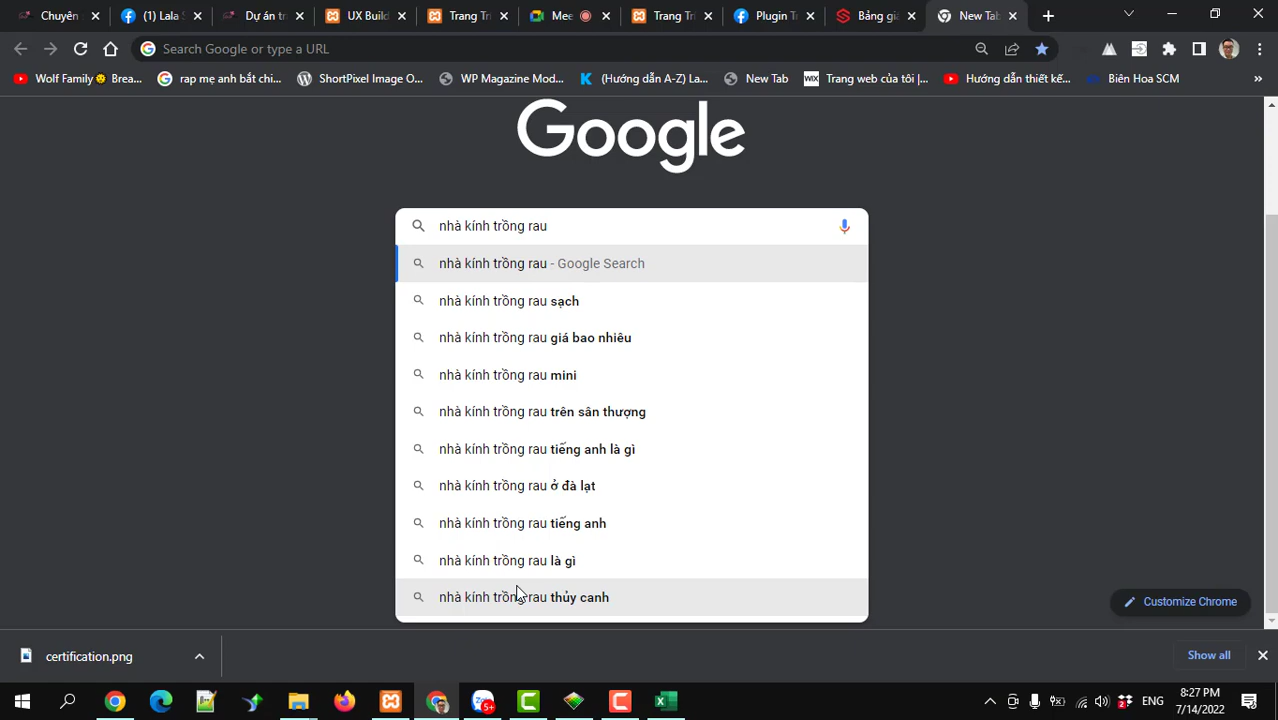 Chuyên
(1) Lala S
Dự án tr
UX Build
Trang Tr
Mee
Trang Tri
Plugin Tr
Bảng giá
New Tab
Search Google or type a URL
Wolf Family Brea...
rap mẹ anh bắt chi...
ShortPixel Image O...
WP Magazine Mod...
(Hướng dẫn A-Z) La...
New Tab
WIX Trang web của tôi |...
Hướng dẫn thiết kế...
Biên Hoa SCM
»
Google
nhà kính trồng rau
nhà kính trồng rau - Google Search
nhà kính trồng rau sạch
nhà kính trồng rau giá bao nhiêu
nhà kính trồng rau mini
nhà kính trồng rau trên sân thượng
nhà kính trồng rau tiếng anh là gì
nhà kính trồng rau ở đà lạt
nhà kính trồng rau tiếng anh
nhà kính trồng rau là gì
nhà kính trồng rau thủy canh
Customize Chrome
certification.png
Show all
ENG
8:27 PM
7/14/2022